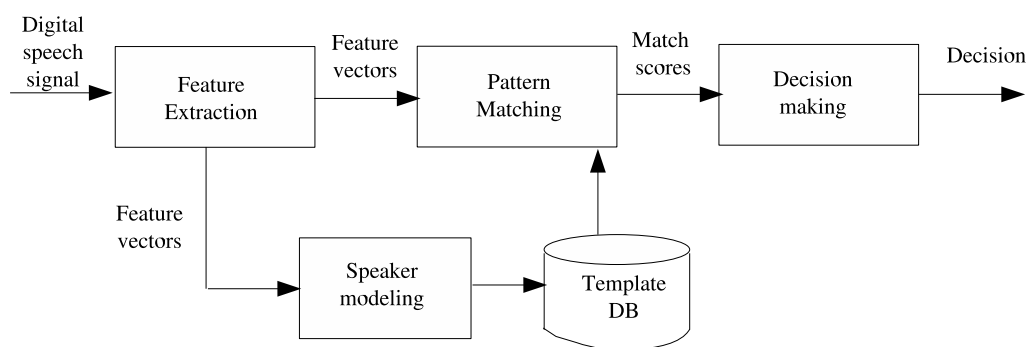 Digital
speech
signal
Feature
Extraction
Feature
vectors
Pattern
Matching
Match
scores
Decision
making
Decision
Feature
vectors
Speaker
modeling
Template
DB